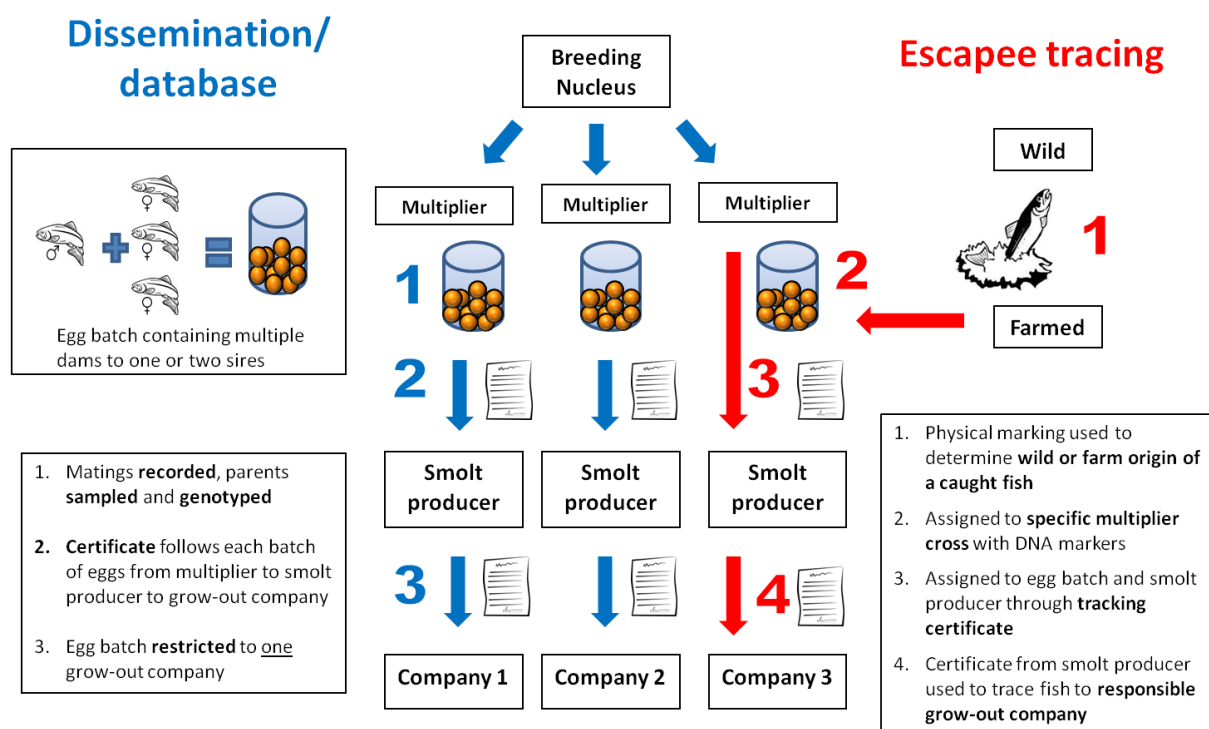 Dissemination/
database
Breeding
Nucleus
Escapee tracing
Wild
1
Farmed
♂
♀
♀
♀
Egg batch containing multiple
dams to one or two sires
Multiplier
Multiplier
Multiplier
1
2
2
3
Smolt
producer
Smolt
producer
Smolt
producer
3
4
Company 1
Company 2
Company 3
1. Matings recorded, parents
sampled and genotyped
2. Certificate follows each batch
of eggs from multiplier to smolt
producer to grow-out company
3. Egg batch restricted to one
grow-out company
1. Physical marking used to
determine wild or farm origin of
a caught fish
2. Assigned to specific multiplier
cross with DNA markers
3. Assigned to egg batch and smolt
producer through tracking
certificate
4. Certificate from smolt producer
used to trace fish to responsible
grow-out company